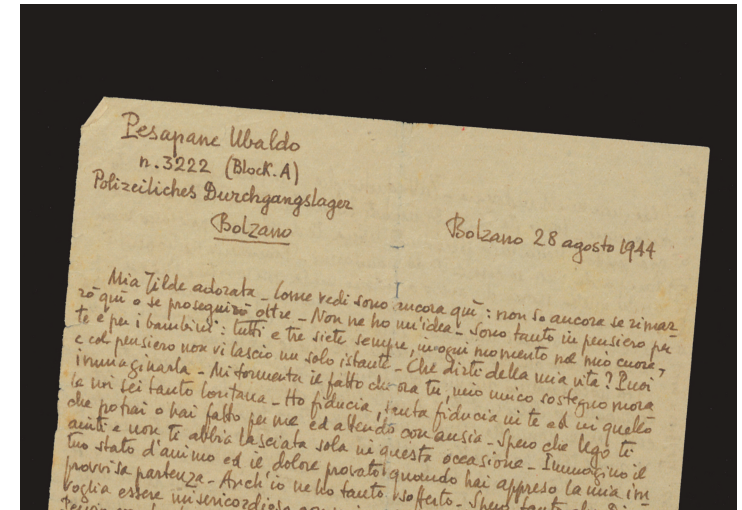 Pesapane Ubaldo
n. 3222 (Block. A)
Polizeiliches Durchgangslager
Bolzano
Bolzano 28 agosto 1944
Mia Tilde adorata - Come vedi sono ancora qui: non so ancora se rimar
rò qui o se proseguirò oltre - Non ne ho un'idea - Sono tanto in pensiero per
te e per i bambini: tutti e tre siete sempre, in ogni momento nel mio cuore,
e col pensiero non vi lascio un solo istante - Che dirti della mia vita? Puoi
immaginarla - Mi tormenta il fatto che ora tu, mio unico sostegno mora
le mi sei tanto lontana - Ho fiducia, tanta fiducia in te ed in quello
che potrai o hai fatto per me ed attendo con ansia - Spero che Ugo ti
aiuti e non ti abbia lasciata sola in questa occasione - Immagino il
tuo stato d'animo ed il dolore provato quando hai appreso la mia im
provvisa partenza - Anch'io ne ho tanto sofferto - Spero tanto che
voglia essere misericordioso